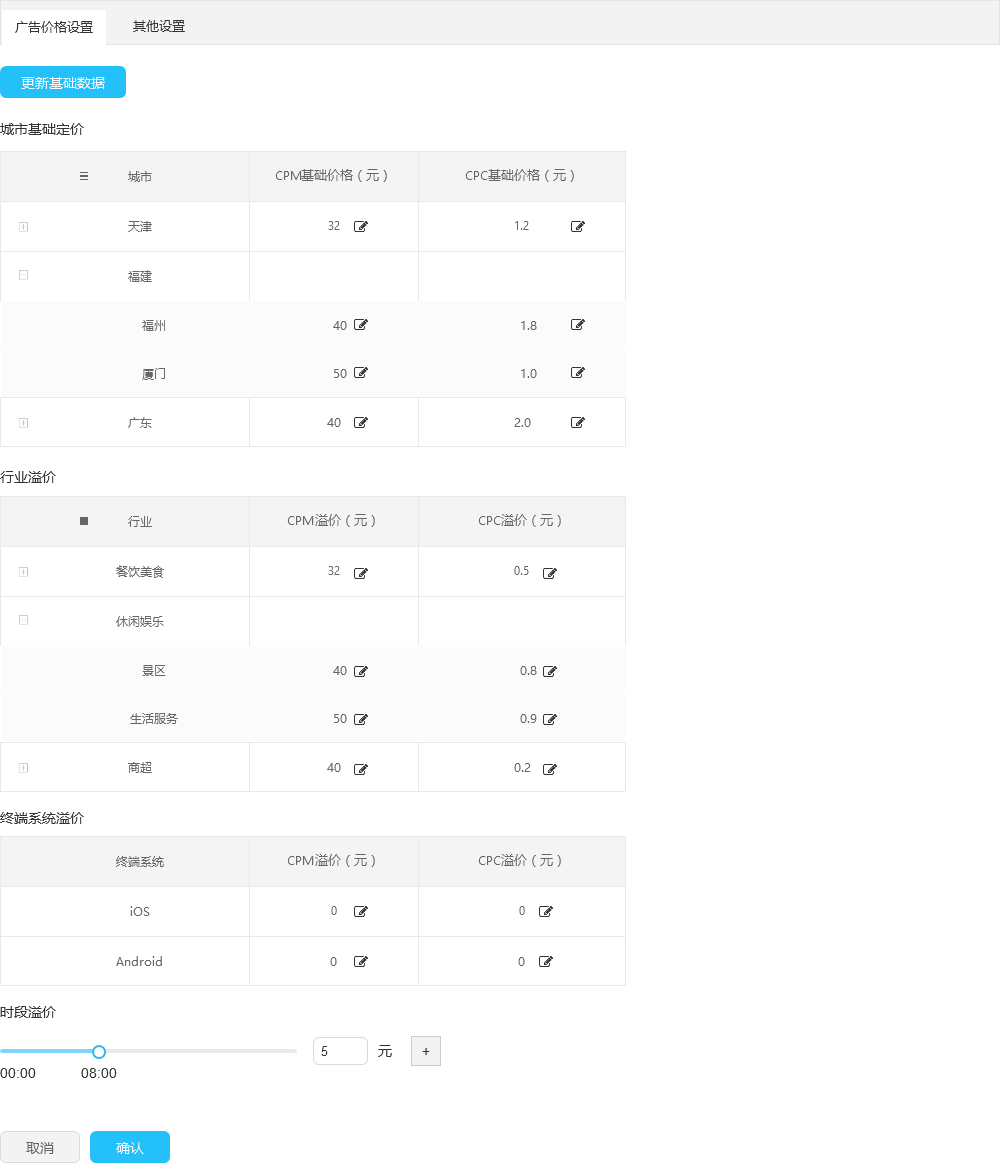 广告价格设置 其他设置
更新基础数据
城市基础定价
城市 CPM基础价格（元） CPC基础价格（元）
天津 32 1.2
福建
福州 40 1.8
厦门 50 1.0
广东 40 2.0
行业溢价
行业 CPM溢价（元） CPC溢价（元）
餐饮美食 32 0.5
休闲娱乐
景区 40 0.8
生活服务 50 0.9
商超 40 0.2
终端系统溢价
终端系统 CPM溢价（元） CPC溢价（元）
iOS 0 0
Android 0 0
时段溢价
5 元 +
00:00 08:00
取消 确认